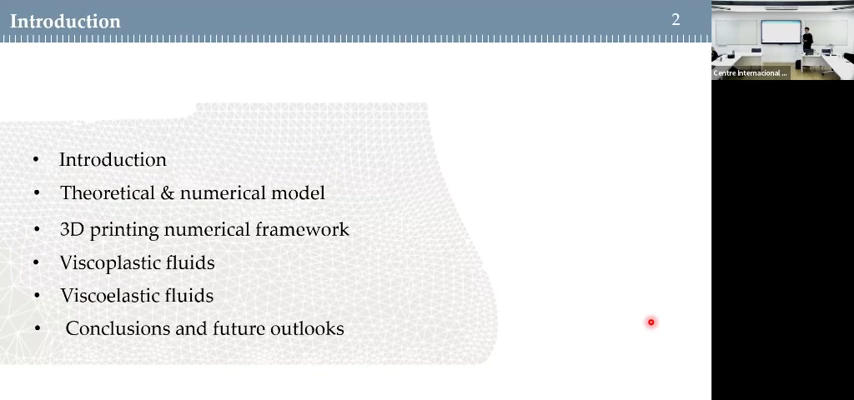 Introduction
2
• Introduction
• Theoretical & numerical model
• 3D printing numerical framework
• Viscoplastic fluids
• Viscoelastic fluids
• Conclusions and future outlooks
Centre Internacional ...